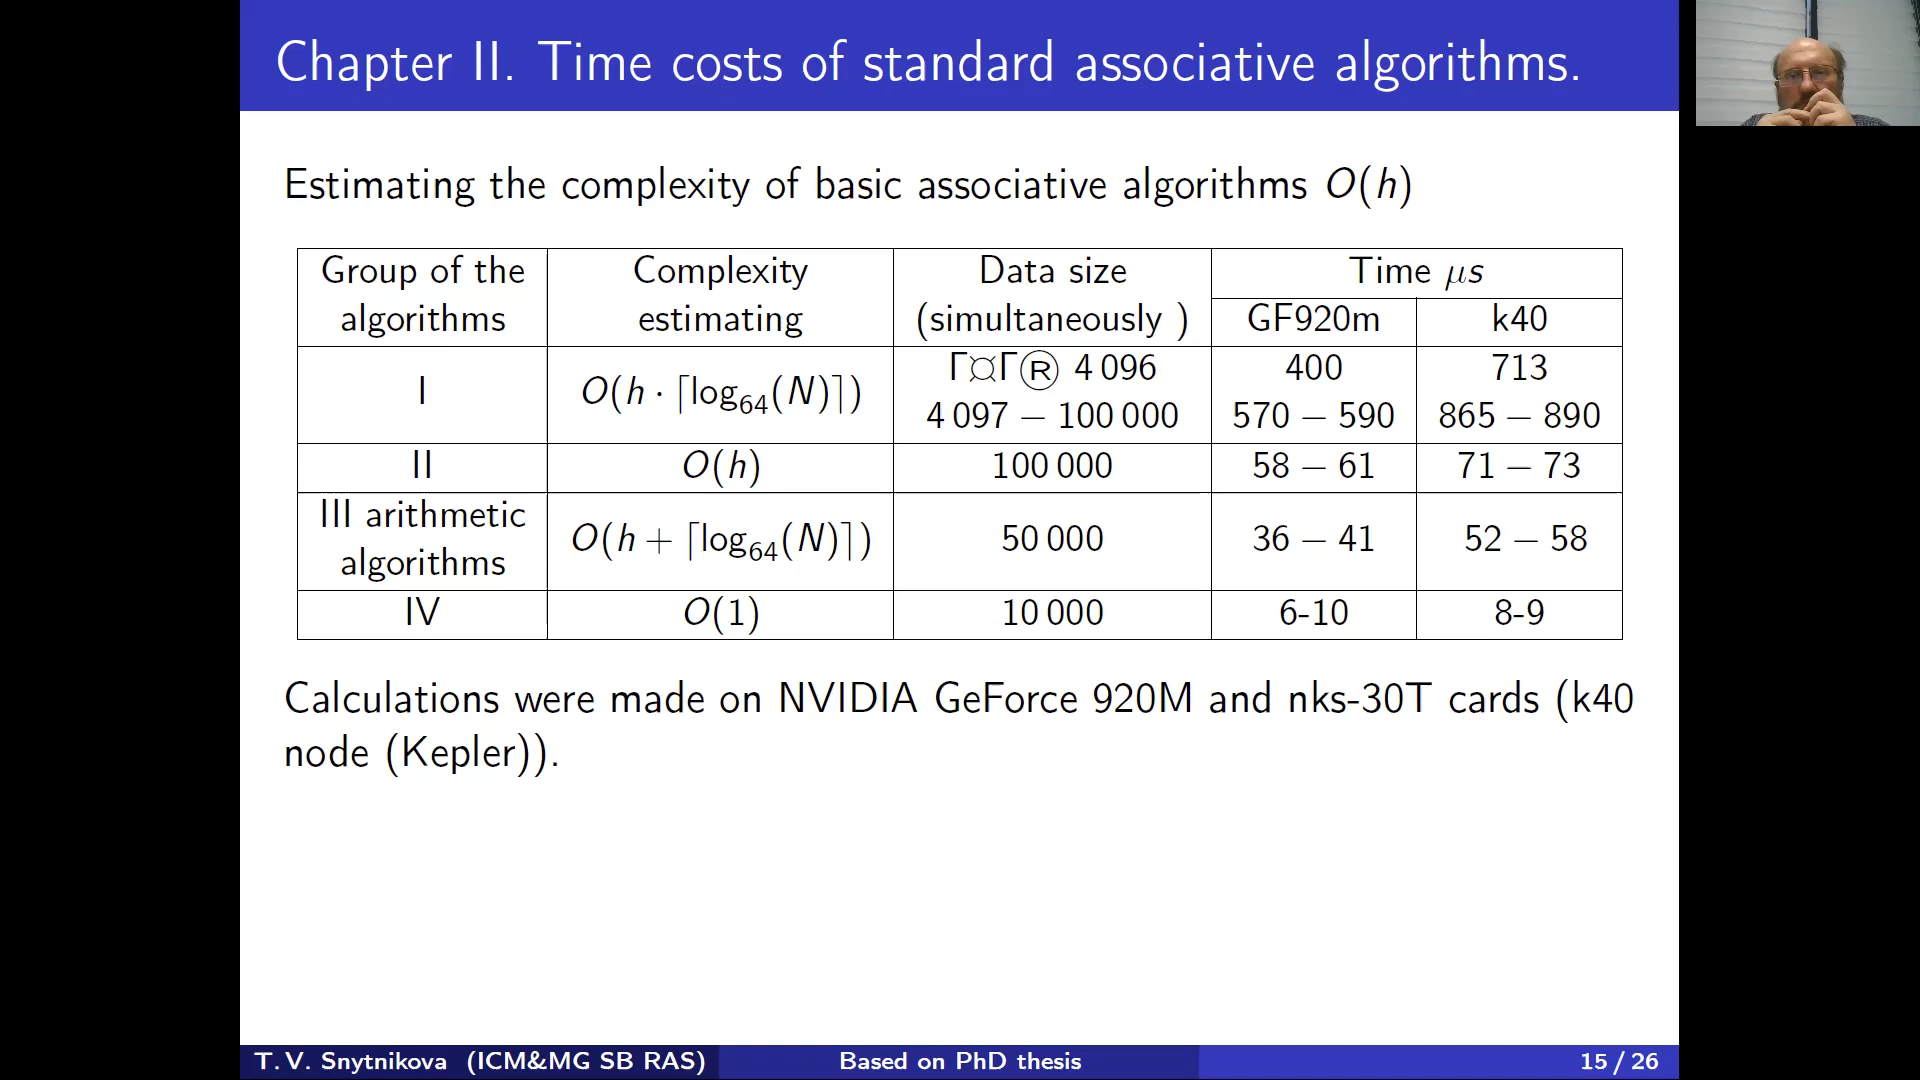 Chapter II. Time costs of standard associative algorithms.
Estimating the complexity of basic associative algorithms O(h)
Group of the algorithms | Complexity estimating | Data size (simultaneously ) | Time μs
GF920m | k40
I | O(h · ⌈log₆₄(N)⌉) | Г¤Г® 4 096 | 400 | 713
4 097 − 100 000 | 570 − 590 | 865 − 890
II | O(h) | 100 000 | 58 − 61 | 71 − 73
III arithmetic algorithms | O(h + ⌈log₆₄(N)⌉) | 50 000 | 36 − 41 | 52 − 58
IV | O(1) | 10 000 | 6-10 | 8-9
Calculations were made on NVIDIA GeForce 920M and nks-30T cards (k40
node (Kepler)).
T. V. Snytnikova (ICM&MG SB RAS) Based on PhD thesis 15 / 26